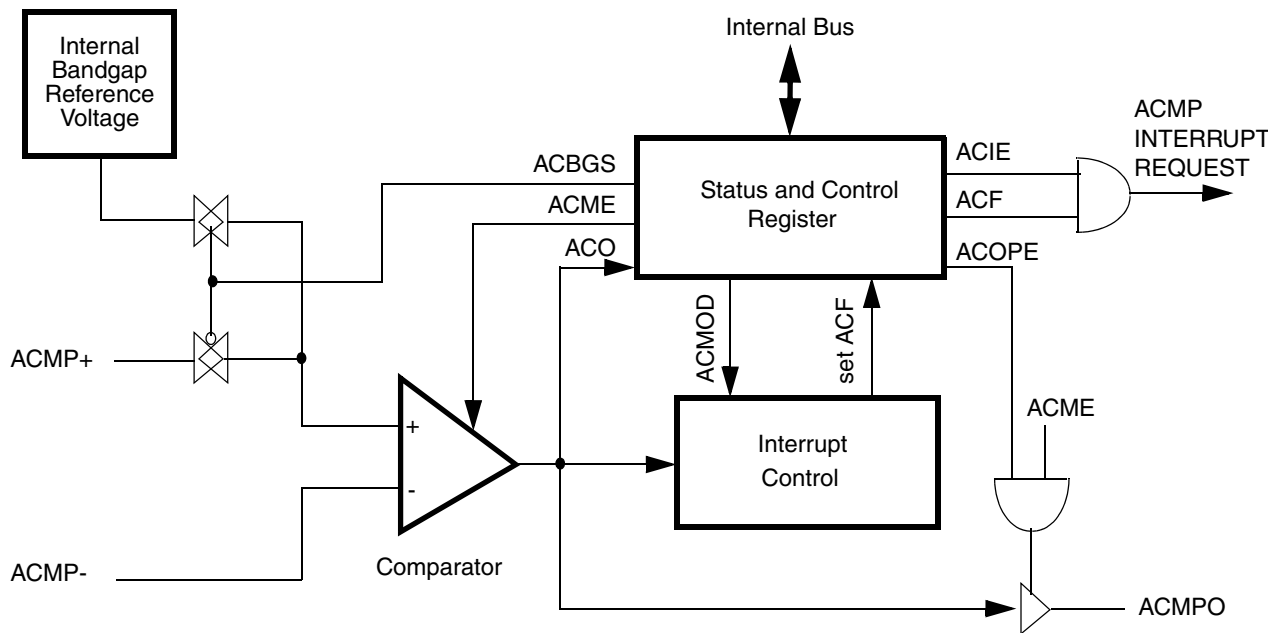 Internal
Bandgap
Reference
Voltage
Internal Bus
ACMP
INTERRUPT
REQUEST
ACBGS
ACME
ACO
Status and Control
Register
ACIE
ACF
ACOPE
ACMOD
set ACF
ACMP+
ACME
+
-
Interrupt
Control
Comparator
ACMP-
ACMPO